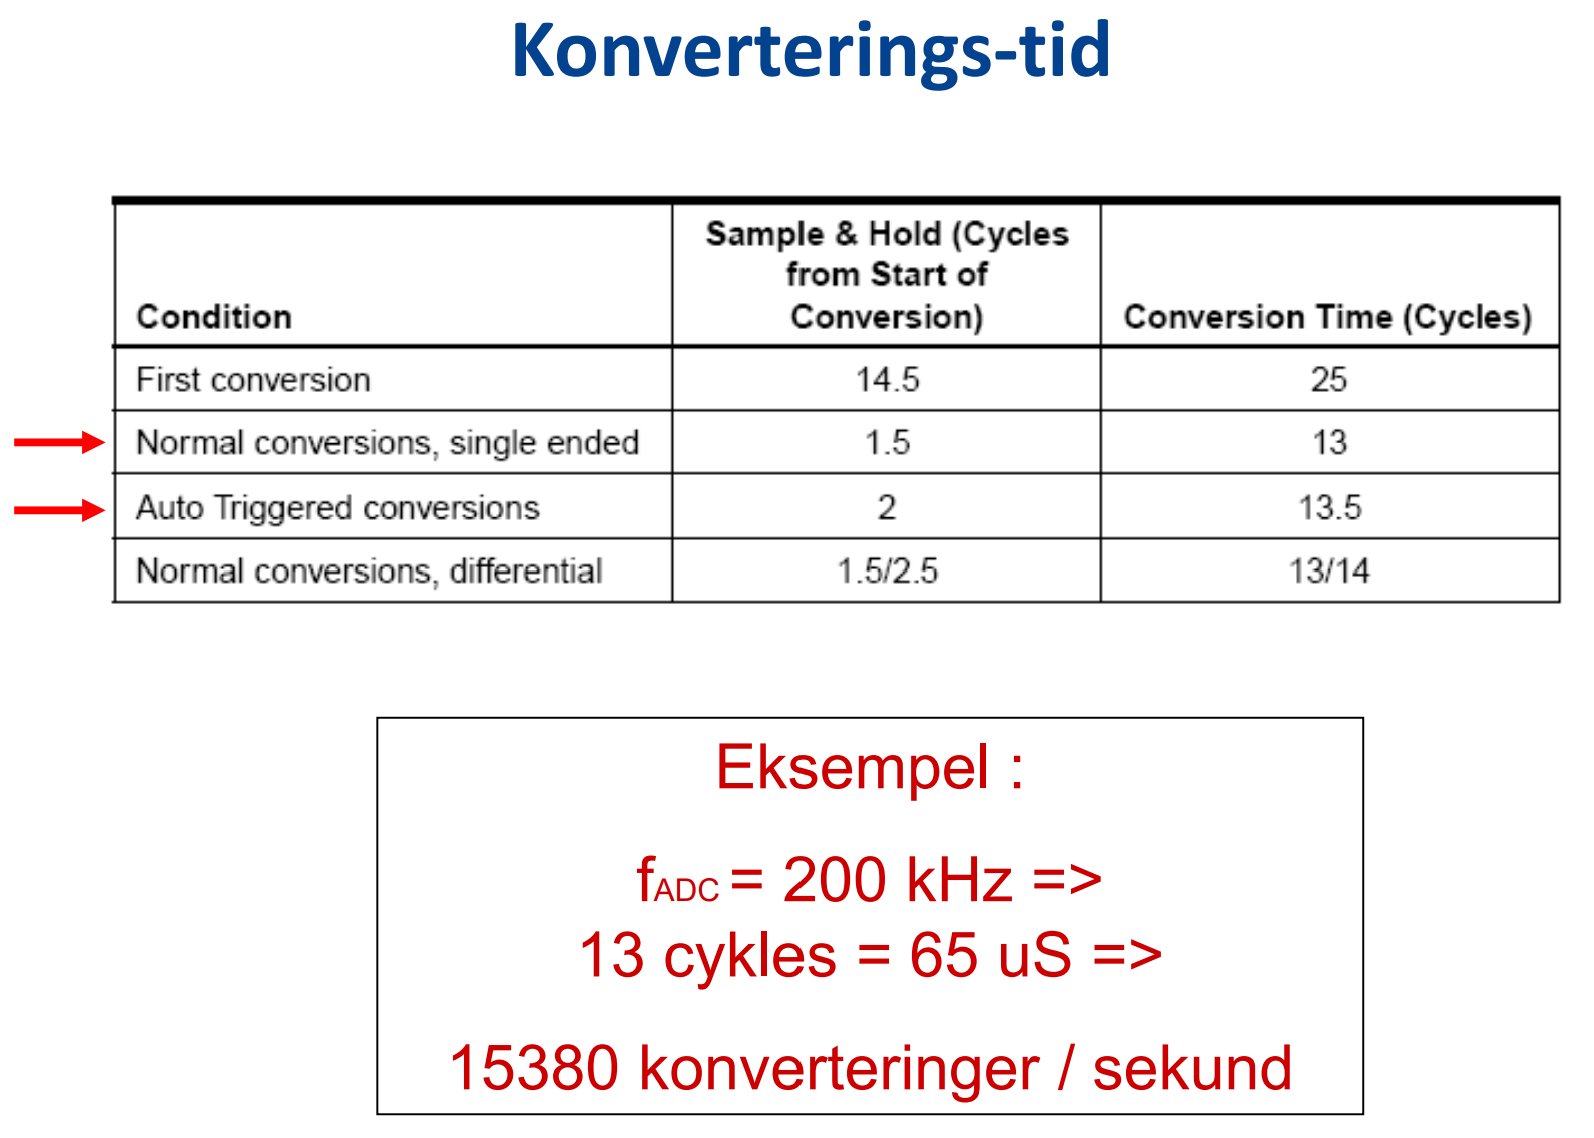 Konverterings-tid
Sample & Hold (Cycles
from Start of
Condition Conversion) Conversion Time (Cycles)
First conversion 14.5 25
Normal conversions, single ended 1.5 13
Auto Triggered conversions 2 13.5
Normal conversions, differential 1.5/2.5 13/14
Eksempel :
fADC = 200 kHz =>
13 cykles = 65 uS =>
15380 konverteringer / sekund